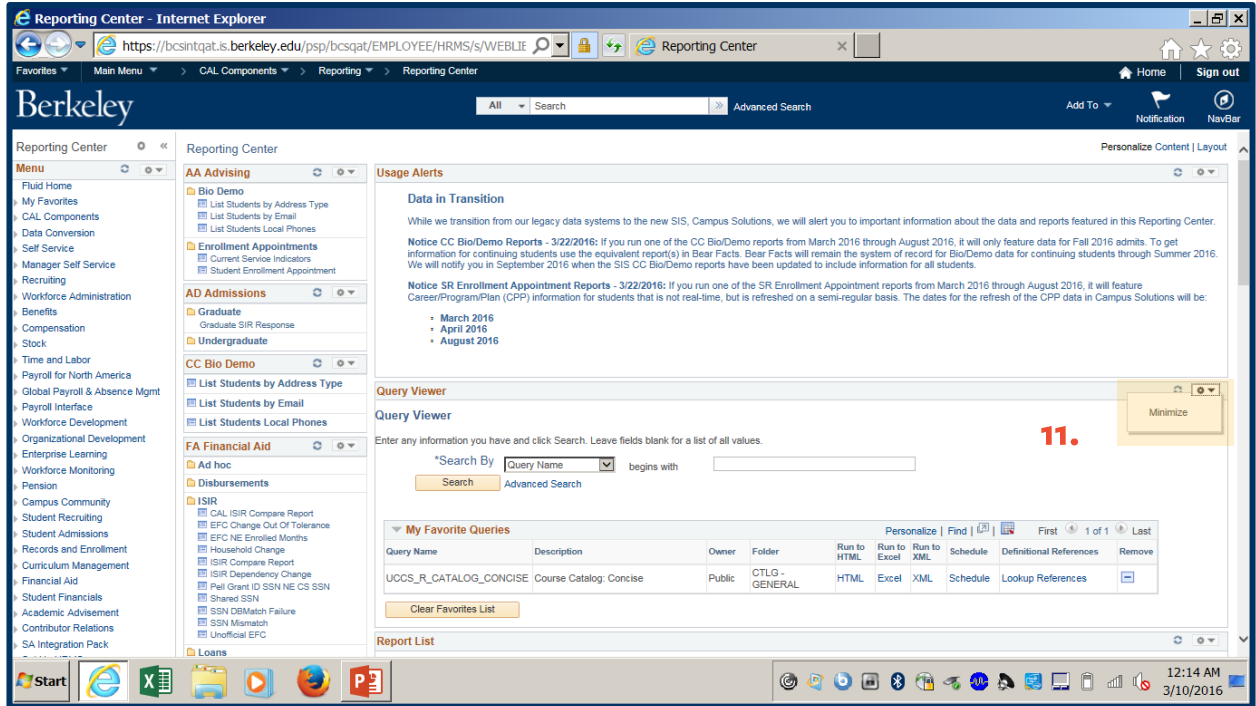 Reporting Center - Internet Explorer
https://bcsintqat.is.berkeley.edu/psp/bcsqat/EMPLOYEE/HRMS/s/WEBLIE
Reporting Center
Favorites
Main Menu > CAL Components > Reporting > Reporting Center
Home
Sign out
Berkeley
All
Search
Advanced Search
Add To
Notification
NavBar
Reporting Center
Menu
Fluid Home
My Favorites
CAL Components
Data Conversion
Self Service
Manager Self Service
Recruiting
Workforce Administration
Benefits
Compensation
Stock
Time and Labor
Payroll for North America
Global Payroll & Absence Mgmt
Payroll Interface
Workforce Development
Organizational Development
Enterprise Learning
Workforce Monitoring
Pension
Campus Community
Student Recruiting
Student Admissions
Records and Enrollment
Curriculum Management
Financial Aid
Student Financials
Academic Advisement
Contributor Relations
SA Integration Pack
Reporting Center
Personalize Content | Layout
AA Advising
Bio Demo
List Students by Address Type
List Students by Email
List Students Local Phones
Enrollment Appointments
Current Service Indicators
Student Enrollment Appointment
AD Admissions
Graduate
Graduate SIR Response
Undergraduate
CC Bio Demo
List Students by Address Type
List Students by Email
List Students Local Phones
FA Financial Aid
Ad hoc
Disbursements
ISIR
CAL ISIR Compare Report
EFC Change Out Of Tolerance
EFC NE Enrolled Months
Household Change
ISIR Compare Report
ISIR Dependency Change
Pell Grant ID SSN NE CS SSN
Shared SSN
SSN DBMatch Failure
SSN Mismatch
Unofficial EFC
Loans
Usage Alerts
Data in Transition
While we transition from our legacy data systems to the new SIS, Campus Solutions, we will alert you to important information about the data and reports featured in this Reporting Center.
Notice CC Bio/Demo Reports - 3/22/2016: If you run one of the CC Bio/Demo reports from March 2016 through August 2016, it will only feature data for Fall 2016 admits. To get
information for continuing students use the equivalent report(s) in Bear Facts. Bear Facts will remain the system of record for Bio/Demo data for continuing students through Summer 2016.
We will notify you in September 2016 when the SIS CC Bio/Demo reports have been updated to include information for all students.
Notice SR Enrollment Appointment Reports - 3/22/2016: If you run one of the SR Enrollment Appointment reports from March 2016 through August 2016, it will feature
Career/Program/Plan (CPP) information for students that is not real-time, but is refreshed on a semi-regular basis. The dates for the refresh of the CPP data in Campus Solutions will be:
• March 2016
• April 2016
• August 2016
Query Viewer
Minimize
11.
Query Viewer
Enter any information you have and click Search. Leave fields blank for a list of all values.
*Search By
Query Name
begins with
Search
Advanced Search
My Favorite Queries
Personalize | Find |
First
1 of 1
Last
Query Name
Description
Owner
Folder
Run to HTML
Run to Excel
Run to XML
Schedule
Definitional References
Remove
UCCS_R_CATALOG_CONCISE
Course Catalog: Concise
Public
CTLG - GENERAL
HTML
Excel
XML
Schedule
Lookup References
Clear Favorites List
Report List
Start
12:14 AM
3/10/2016